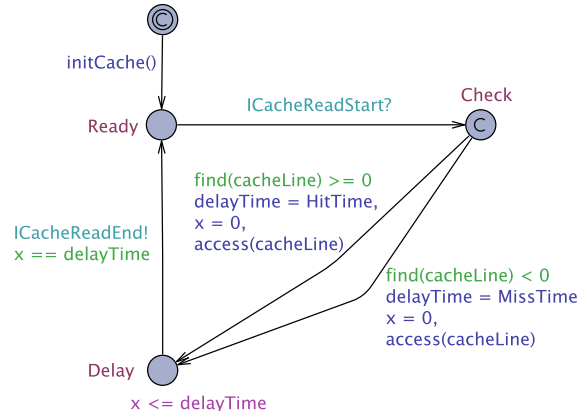 C
initCache()
Check
ICacheReadStart?
Ready
C
find(cacheLine) >= 0
delayTime = HitTime,
x = 0,
access(cacheLine)
ICacheReadEnd!
x == delayTime
find(cacheLine) < 0
delayTime = MissTime
x = 0,
access(cacheLine)
Delay
x <= delayTime